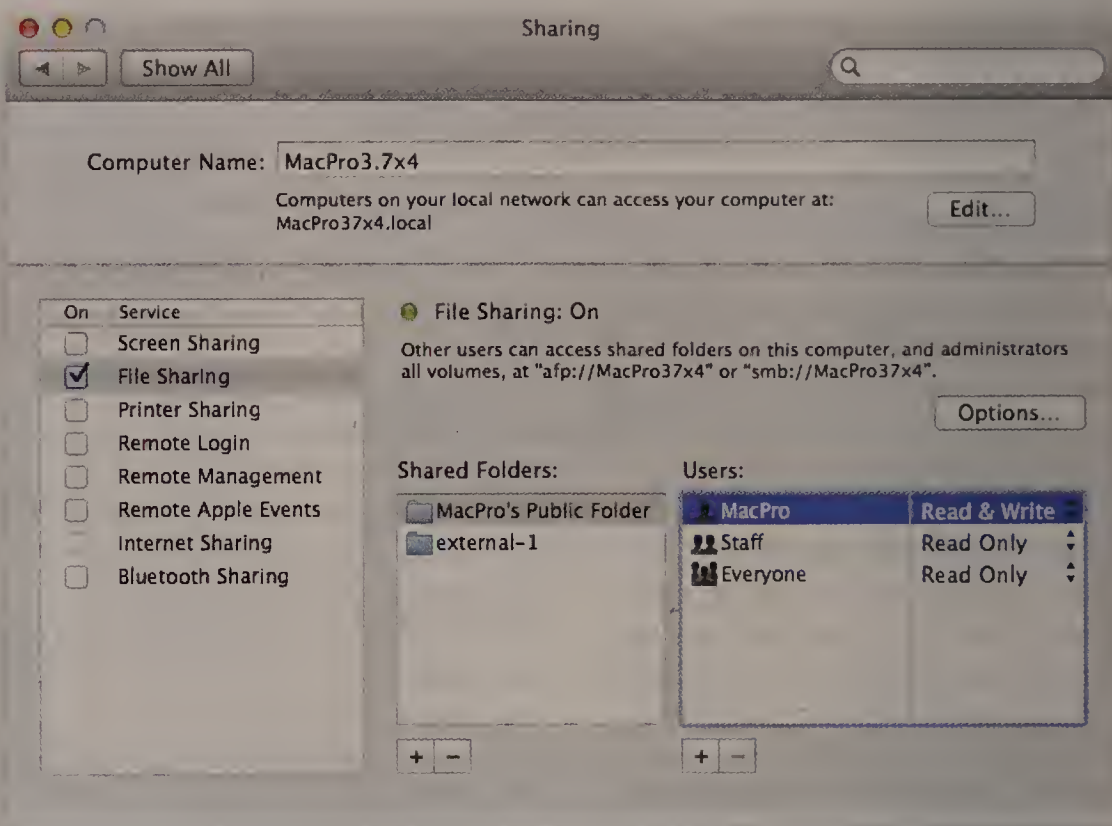 Sharing
Show All
Computer Name: MacPro3.7x4
Computers on your local network can access your computer at:
MacPro37x4.local
Edit...
On Service
Screen Sharing
File Sharing
Printer Sharing
Remote Login
Remote Management
Remote Apple Events
Internet Sharing
Bluetooth Sharing
File Sharing: On
Other users can access shared folders on this computer, and administrators
all volumes, at "afp://MacPro37x4" or "smb://MacPro37x4".
Options...
Shared Folders:
MacPro's Public Folder
external-1
Users:
MacPro Read & Write
Staff Read Only
Everyone Read Only